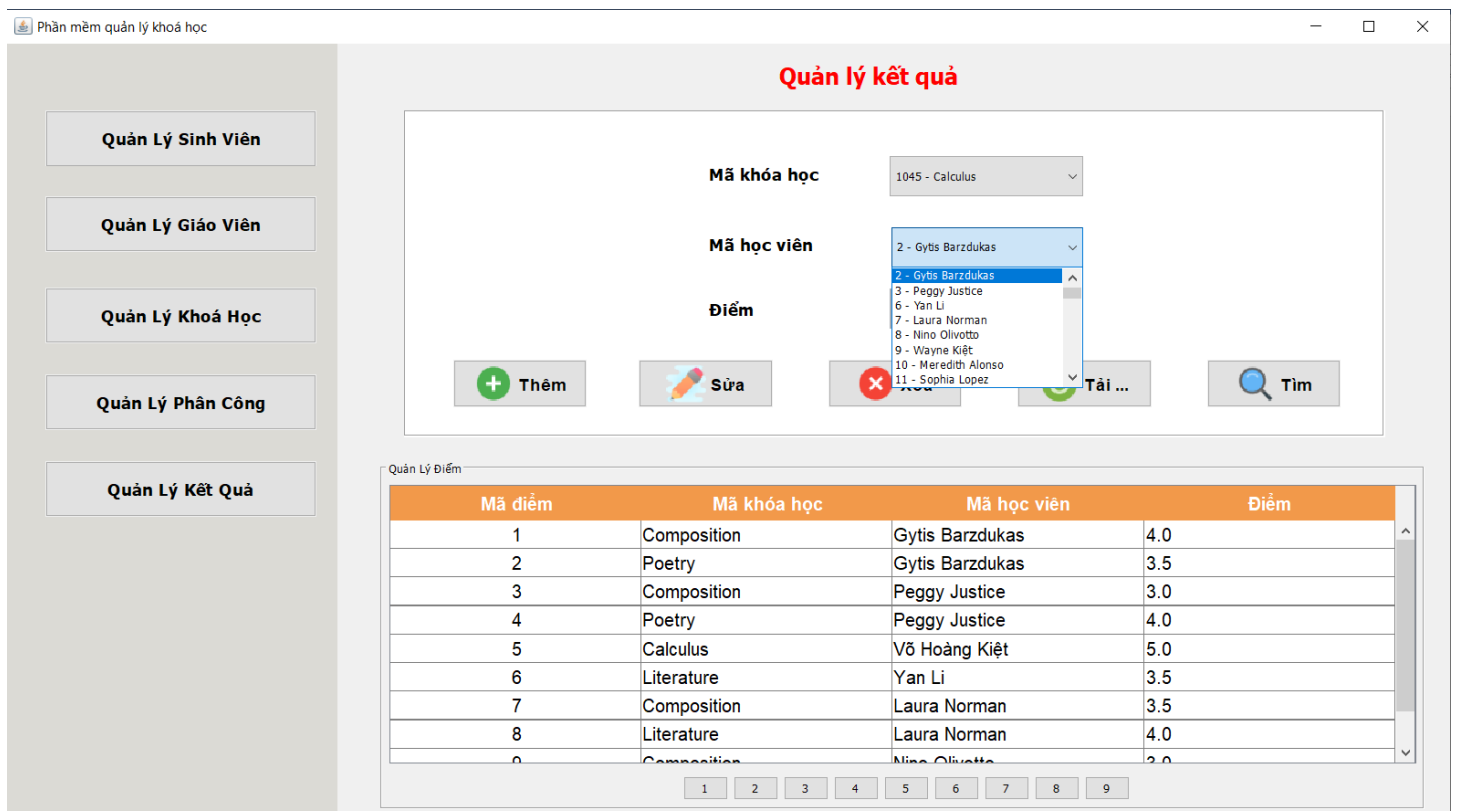 Phần mềm quản lý khoá học
Quản lý kết quả
Quản Lý Sinh Viên
Quản Lý Giáo Viên
Quản Lý Khoá Học
Quản Lý Phân Công
Quản Lý Kết Quả
Mã khóa học
1045 - Calculus
Mã học viên
2 - Gytis Barzdukas
2 - Gytis Barzdukas
3 - Peggy Justice
6 - Yan Li
7 - Laura Norman
8 - Nino Olivotto
9 - Wayne Kiệt
10 - Meredith Alonso
11 - Sophia Lopez
Điểm
Thêm
Sửa
Tải ...
Tìm
Quản Lý Điểm
Mã điểm Mã khóa học Mã học viên Điểm
1 Composition Gytis Barzdukas 4.0
2 Poetry Gytis Barzdukas 3.5
3 Composition Peggy Justice 3.0
4 Poetry Peggy Justice 4.0
5 Calculus Võ Hoàng Kiệt 5.0
6 Literature Yan Li 3.5
7 Composition Laura Norman 3.5
8 Literature Laura Norman 4.0
9 Composition Nino Olivotto 3.0
1 2 3 4 5 6 7 8 9